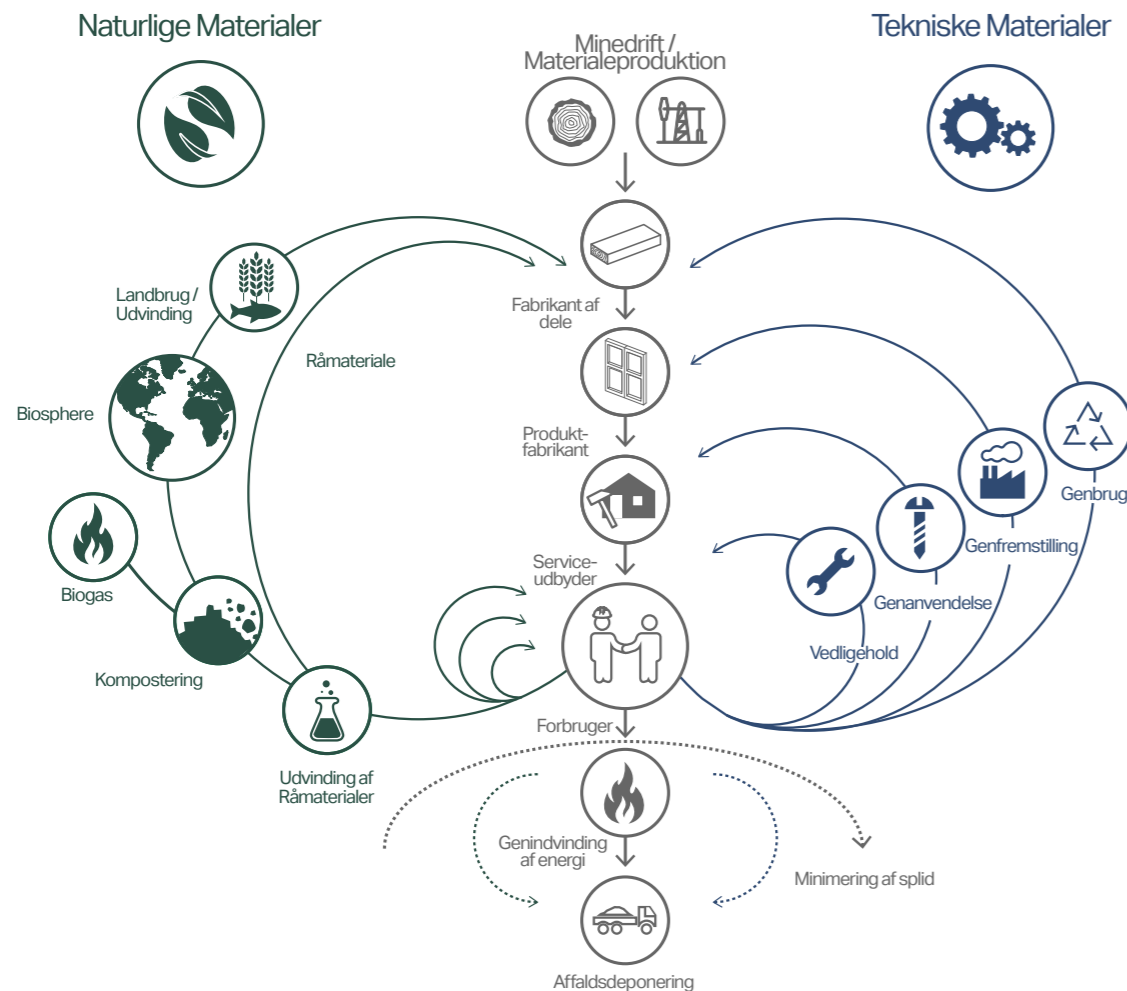 Naturlige Materialer
Minedrift /
Materialeproduktion
Tekniske Materialer
Landbrug /
Udvinding
Fabrikant af
dele
Råmateriale
Biosphere
Produkt-
fabrikant
Genbrug
Genfremstilling
Service-
udbyder
Biogas
Genanvendelse
Vedligehold
Kompostering
Forbruger
Udvinding af
Råmaterialer
Genindvinding
af energi
Minimering af splid
Affaldsdeponering